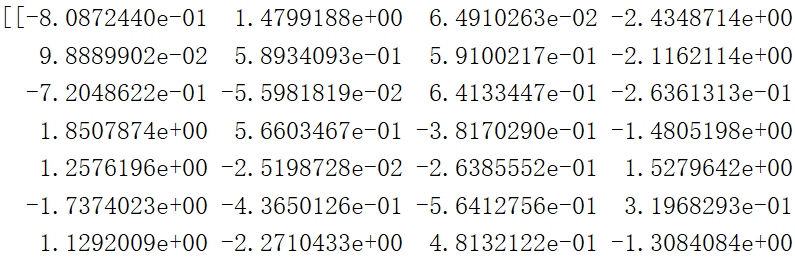 [[-8.0872440e-01 1.4799188e+00 6.4910263e-02 -2.4348714e+00
9.8889902e-02 5.8934093e-01 5.9100217e-01 -2.1162114e+00
-7.2048622e-01 -5.5981819e-02 6.4133447e-01 -2.6361313e-01
1.8507874e+00 5.6603467e-01 -3.8170290e-01 -1.4805198e+00
1.2576196e+00 -2.5198728e-02 -2.6385552e-01 1.5279642e+00
-1.7374023e+00 -4.3650126e-01 -5.6412756e-01 3.1968293e-01
1.1292009e+00 -2.2710433e+00 4.8132122e-01 -1.3084084e+00